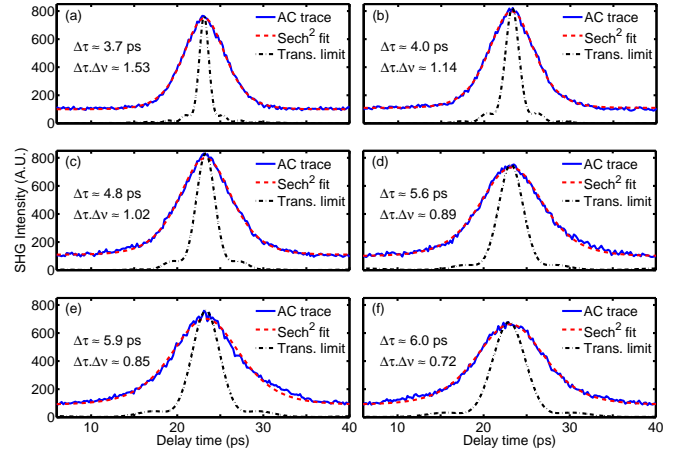 (a)
Δτ ≈ 3.7 ps
Δτ.Δν ≈ 1.53
AC trace
Sech² fit
Trans. limit
800
600
400
200
0
(b)
Δτ ≈ 4.0 ps
Δτ.Δν ≈ 1.14
AC trace
Sech² fit
Trans. limit
(c)
Δτ ≈ 4.8 ps
Δτ.Δν ≈ 1.02
AC trace
Sech² fit
Trans. limit
SHG Intensity (A.U.)
800
600
400
200
0
(d)
Δτ ≈ 5.6 ps
Δτ.Δν ≈ 0.89
AC trace
Sech² fit
Trans. limit
(e)
Δτ ≈ 5.9 ps
Δτ.Δν ≈ 0.85
AC trace
Sech² fit
Trans. limit
800
600
400
200
0
10 20 30 40
Delay time (ps)
(f)
Δτ ≈ 6.0 ps
Δτ.Δν ≈ 0.72
AC trace
Sech² fit
Trans. limit
10 20 30 40
Delay time (ps)